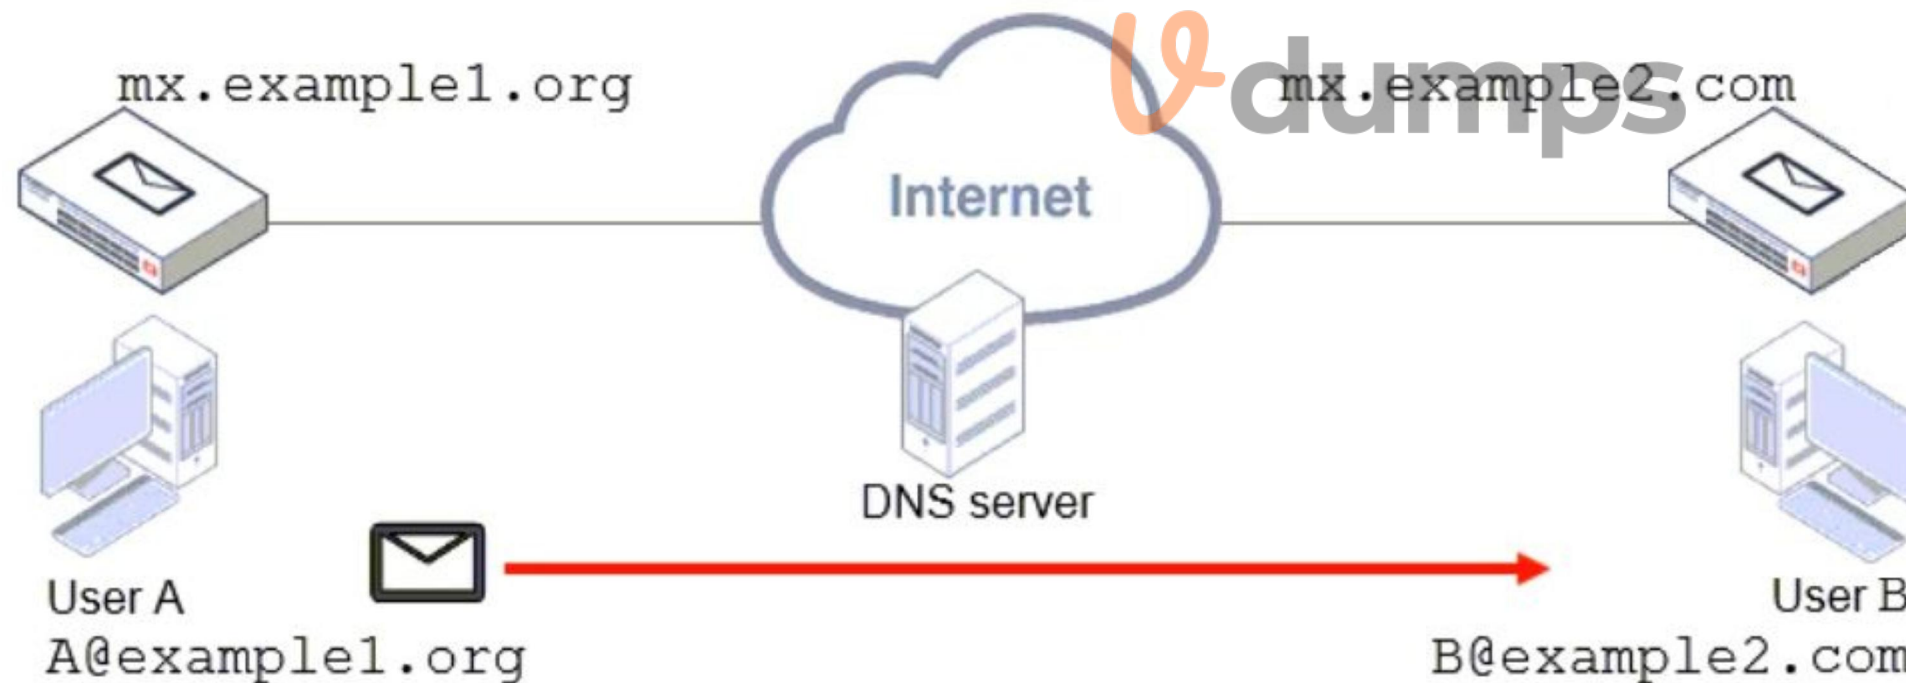 mx.example1.org
mx.example2.com
dumps
Internet
DNS server
User A
A@example1.org
User B
B@example2.com